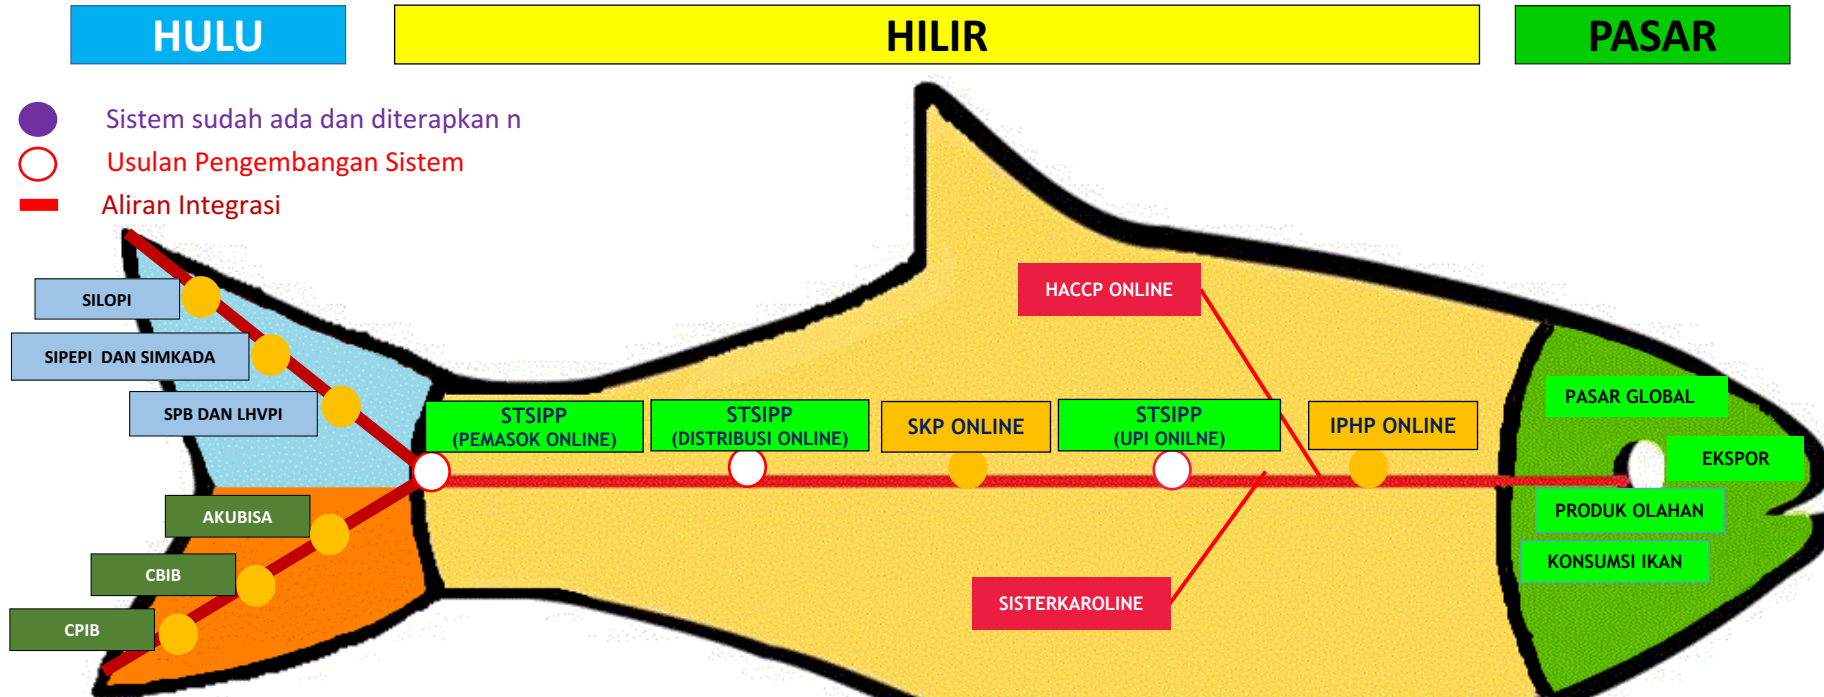 HULU
HILIR
PASAR
Sistem sudah ada dan diterapkan n
Usulan Pengembangan Sistem
Aliran Integrasi
SILOPI
SIPEPI DAN SIMKADA
SPB DAN LHVPI
AKUBISA
CBIB
CPIB
STSIPP
(PEMASOK ONLINE)
STSIPP
(DISTRIBUSI ONLINE)
SKP ONLINE
STSIPP
(UPI ONILNE)
IPHP ONLINE
HACCP ONLINE
SISTERKAROLINE
PASAR GLOBAL
EKSPOR
PRODUK OLAHAN
KONSUMSI IKAN